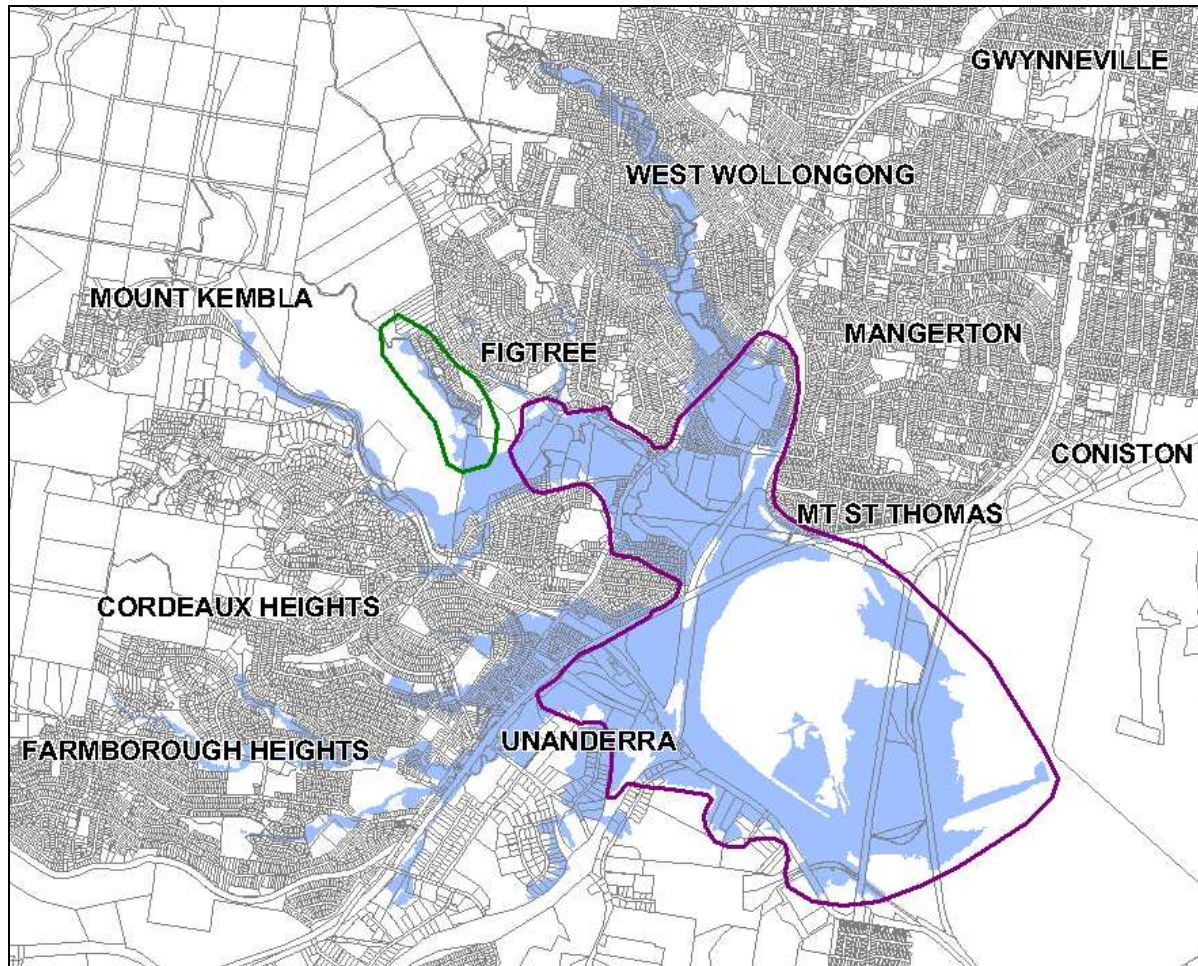 GWYNNEVILLE
WEST WOLLONGONG
MOUNT KEMBLA
MANGERTON
FIGTREE
CONISTON
MT ST THOMAS
CORDEAUX HEIGHTS
UNANDERRA
FARMBOROUGH HEIGHTS